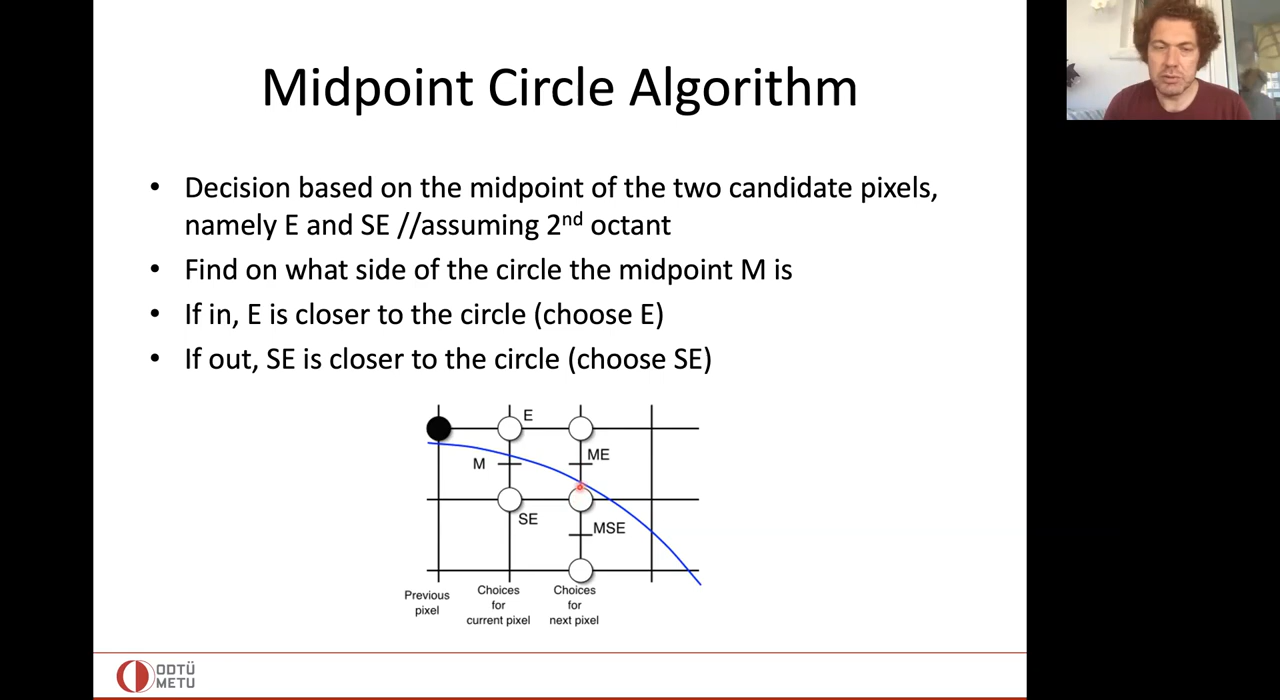 Midpoint Circle Algorithm
• Decision based on the midpoint of the two candidate pixels,
namely E and SE //assuming 2nd octant
• Find on what side of the circle the midpoint M is
• If in, E is closer to the circle (choose E)
• If out, SE is closer to the circle (choose SE)
E
ME
M
SE
MSE
Previous
pixel
Choices
for
current pixel
Choices
for
next pixel
ODTÜ
METU